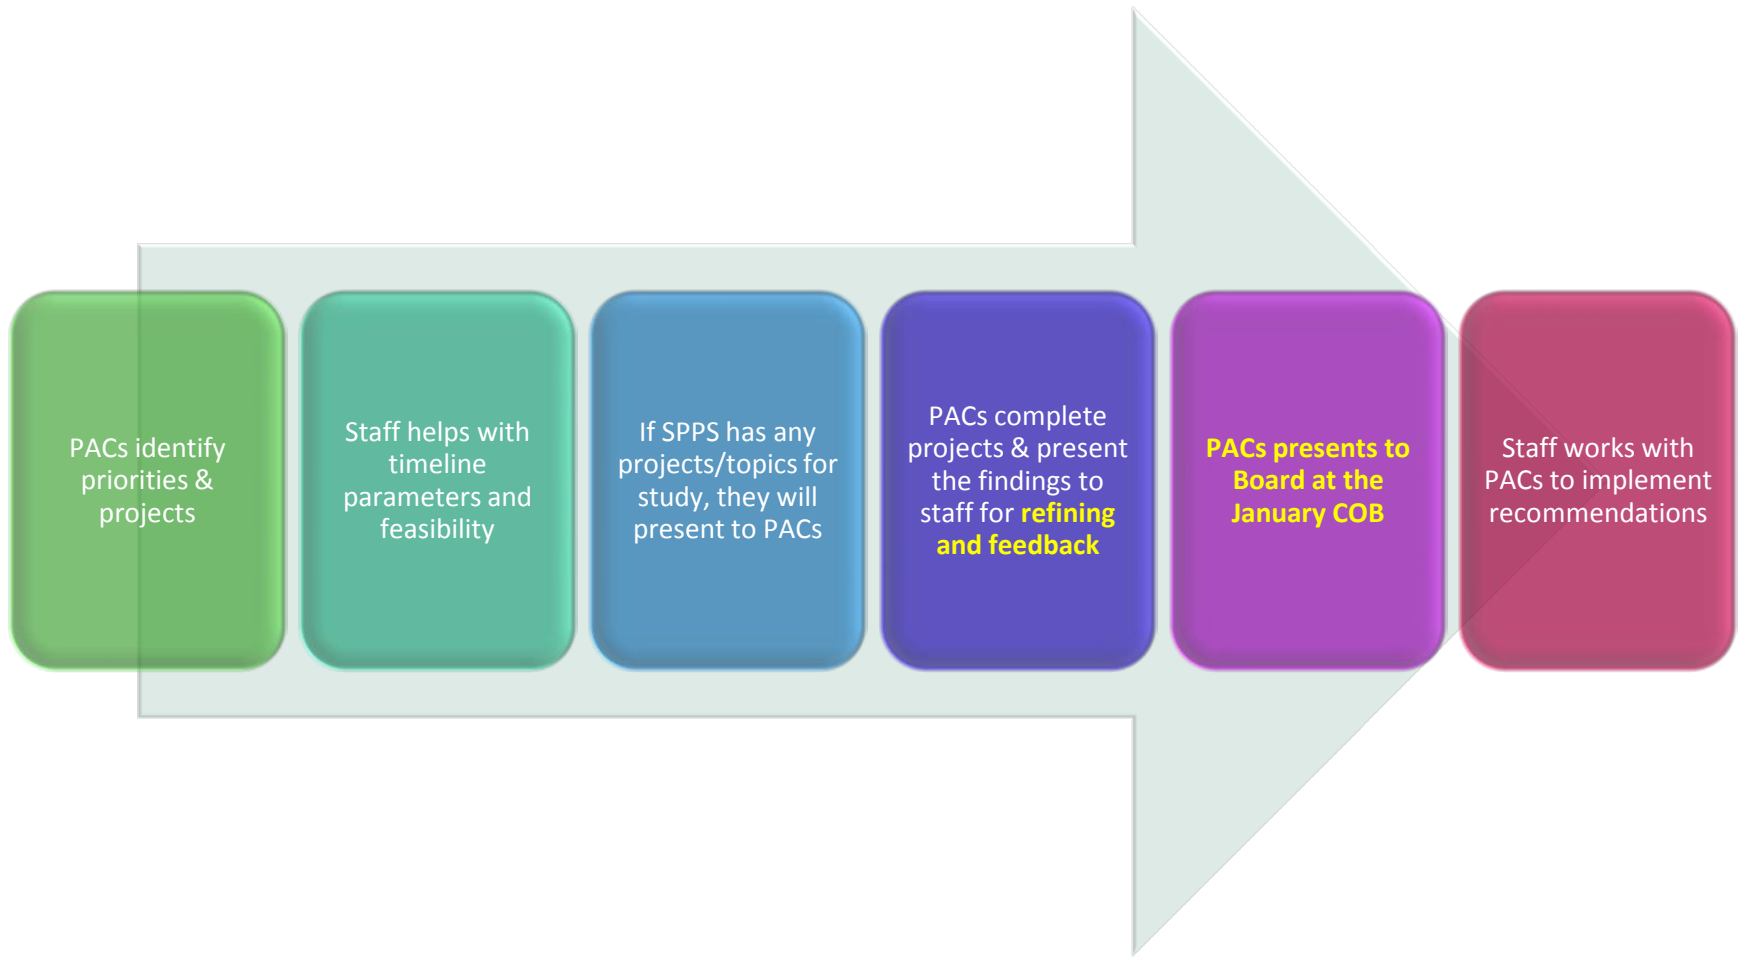 PACs identify
priorities &
projects
Staff helps with
timeline
parameters and
feasibility
If SPPS has any
projects/topics for
study, they will
present to PACs
PACs complete
projects & present
the findings to
staff for refining
and feedback
PACs presents to
Board at the
January COB
Staff works with
PACs to implement
recommendations